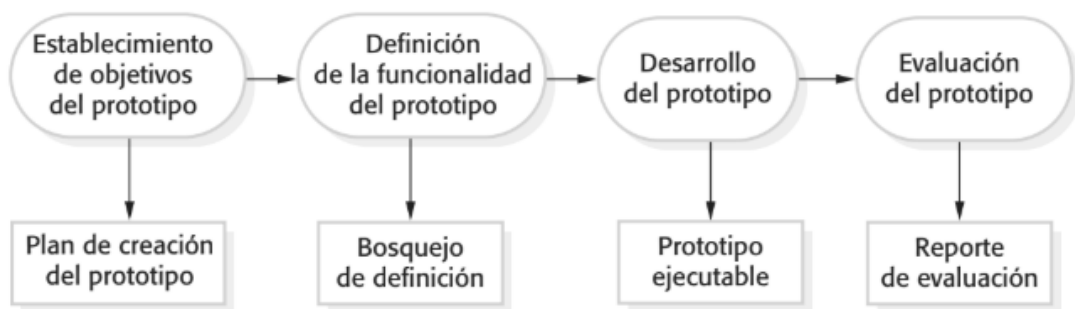 Establecimiento
de objetivos
del prototipo
Definición
de la funcionalidad
del prototipo
Desarrollo
del prototipo
Evaluación
del prototipo
Plan de creación
del prototipo
Bosquejo
de definición
Prototipo
ejecutable
Reporte
de evaluación